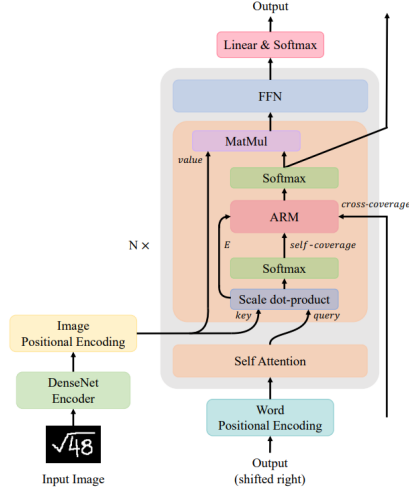 Output
Linear & Softmax
FFN
MatMul
value
Softmax
cross-coverage
ARM
N ×
E
self-coverage
Softmax
Scale dot-product
key
query
Image
Positional Encoding
Self Attention
DenseNet
Encoder
Word
Positional Encoding
√48
Input Image
Output
(shifted right)